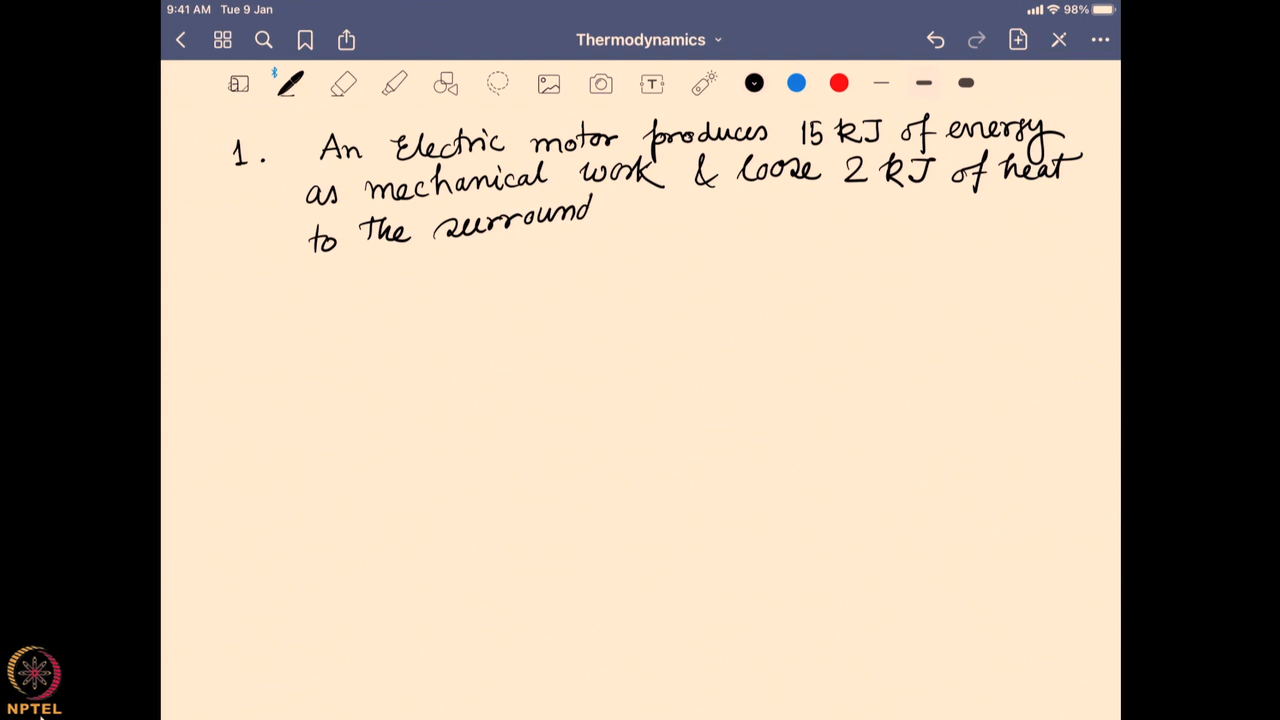 9:41 AM Tue 9 Jan 98%
Thermodynamics
1. An Electric motor produces 15 KJ of energy
as mechanical work & loose 2 KJ of heat
to the surround
NPTEL